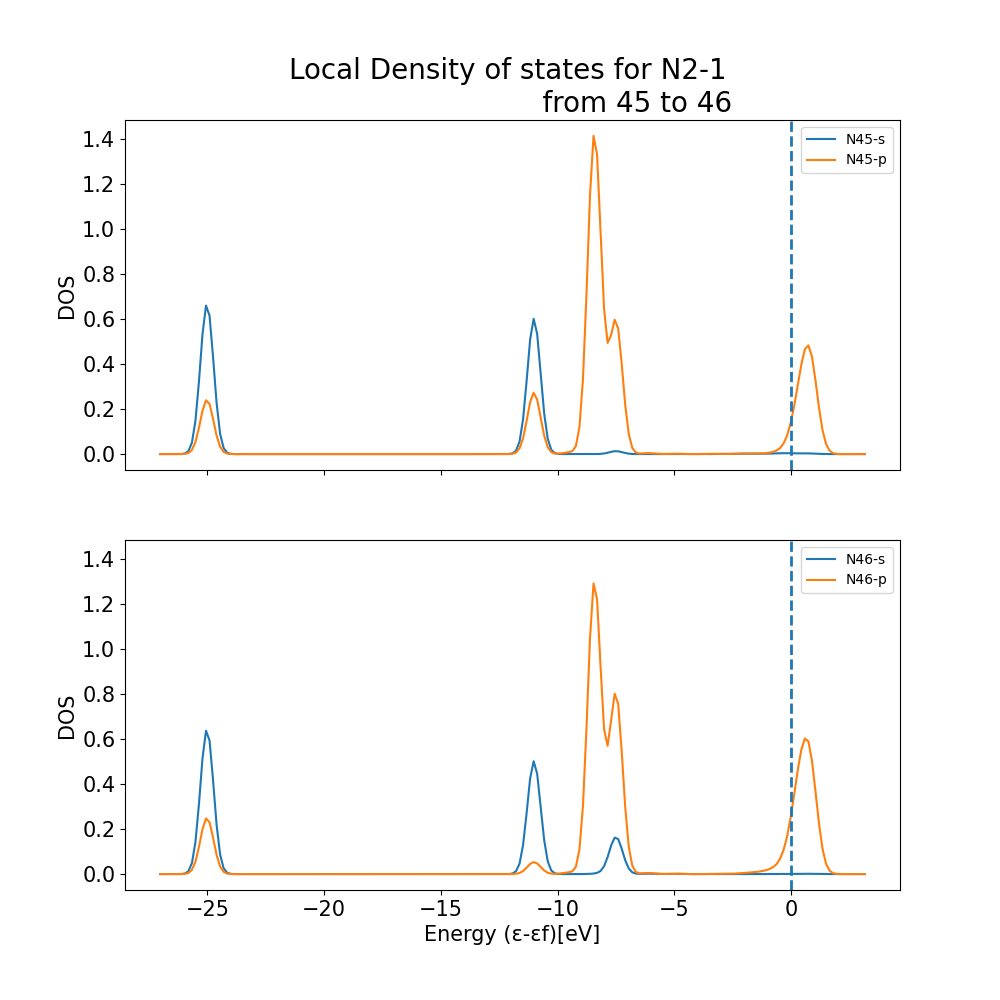 Local Density of states for N2-1
from 45 to 46
1.4
1.2
1.0
0.8
0.6
0.4
0.2
0.0
DOS
N45-s
N45-p
1.4
1.2
1.0
0.8
0.6
0.4
0.2
0.0
DOS
N46-s
N46-p
−25 −20 −15 −10 −5 0
Energy (ε-εf)[eV]